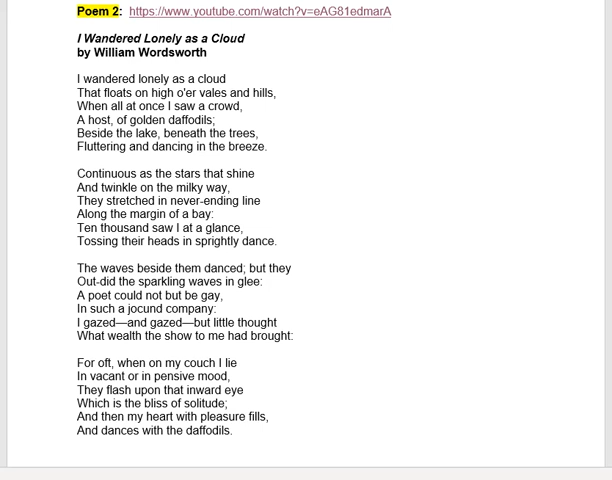 Poem 2: https://www.youtube.com/watch?v=eAG81edmarA
I Wandered Lonely as a Cloud
by William Wordsworth
I wandered lonely as a cloud
That floats on high o'er vales and hills,
When all at once I saw a crowd,
A host, of golden daffodils;
Beside the lake, beneath the trees,
Fluttering and dancing in the breeze.
Continuous as the stars that shine
And twinkle on the milky way,
They stretched in never-ending line
Along the margin of a bay:
Ten thousand saw I at a glance,
Tossing their heads in sprightly dance.
The waves beside them danced; but they
Out-did the sparkling waves in glee:
A poet could not but be gay,
In such a jocund company:
I gazed—and gazed—but little thought
What wealth the show to me had brought:
For oft, when on my couch I lie
In vacant or in pensive mood,
They flash upon that inward eye
Which is the bliss of solitude;
And then my heart with pleasure fills,
And dances with the daffodils.